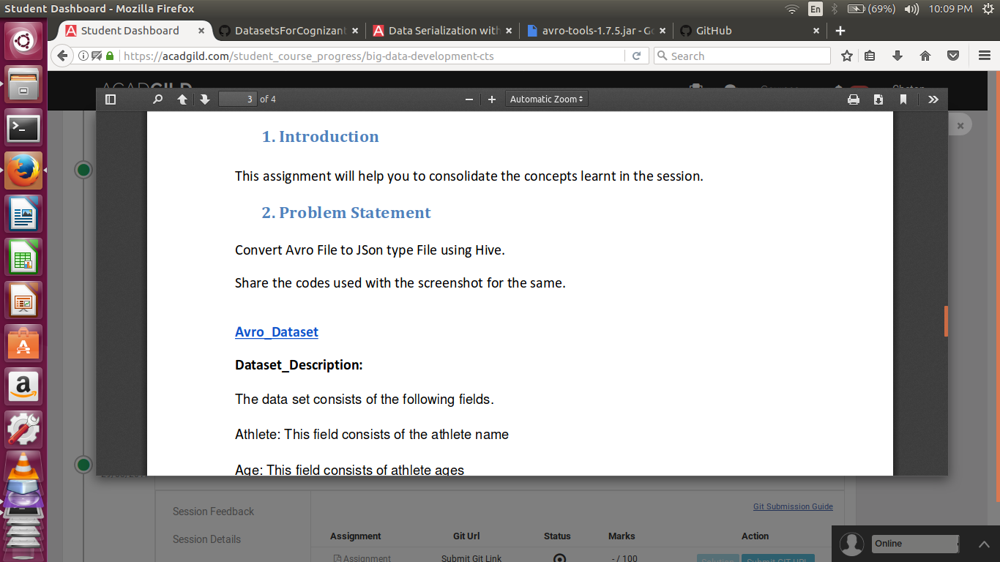 Student Dashboard - Mozilla Firefox
En (69%) 10:09 PM
Student Dashboard × DatasetsForCognizant × Data Serialization with × avro-tools-1.7.5.jar - Go × GitHub ×
https://acadgild.com/student_course_progress/big-data-development-cts Search
ACADGILD
3 of 4 Automatic Zoom
1. Introduction
This assignment will help you to consolidate the concepts learnt in the session.
2. Problem Statement
Convert Avro File to JSon type File using Hive.
Share the codes used with the screenshot for the same.
Avro_Dataset
Dataset_Description:
The data set consists of the following fields.
Athlete: This field consists of the athlete name
Age: This field consists of athlete ages
Session Feedback
Git Submission Guide
Session Details
Assignment Git Url Status Marks Action
Assignment Submit Git Link - / 100 Solution Submit GIT URL
Online